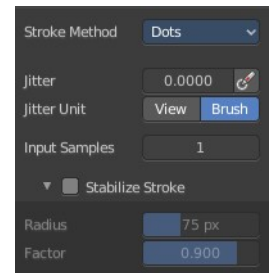 Stroke Method Dots
Jitter 0.0000
Jitter Unit View Brush
Input Samples 1
Stabilize Stroke
Radius 75 px
Factor 0.900